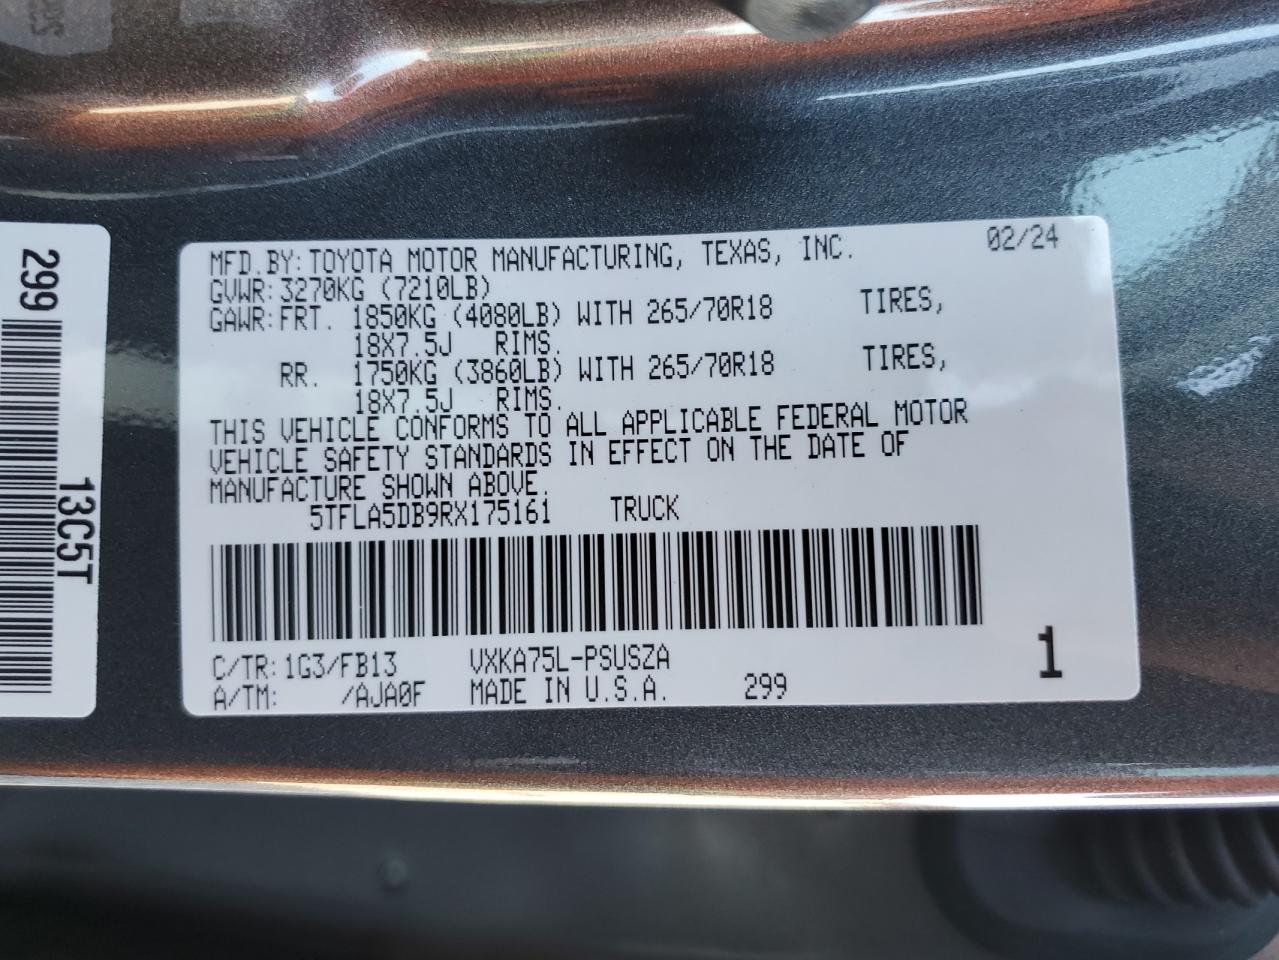 MFD.BY:TOYOTA MOTOR MANUFACTURING, TEXAS, INC. 02/24
GVWR:3270KG (7210LB)
GAWR:FRT. 1850KG (4080LB) WITH 265/70R18 TIRES,
18X7.5J RIMS.
RR. 1750KG (3860LB) WITH 265/70R18 TIRES,
18X7.5J RIMS.
THIS VEHICLE CONFORMS TO ALL APPLICABLE FEDERAL MOTOR
VEHICLE SAFETY STANDARDS IN EFFECT ON THE DATE OF
MANUFACTURE SHOWN ABOVE.
5TFLA5DB9RX175161 TRUCK
C/TR:1G3/FB13 VXKA75L-PSUSZA
A/TM: /AJA0F MADE IN U.S.A. 299
1
299
13C5T